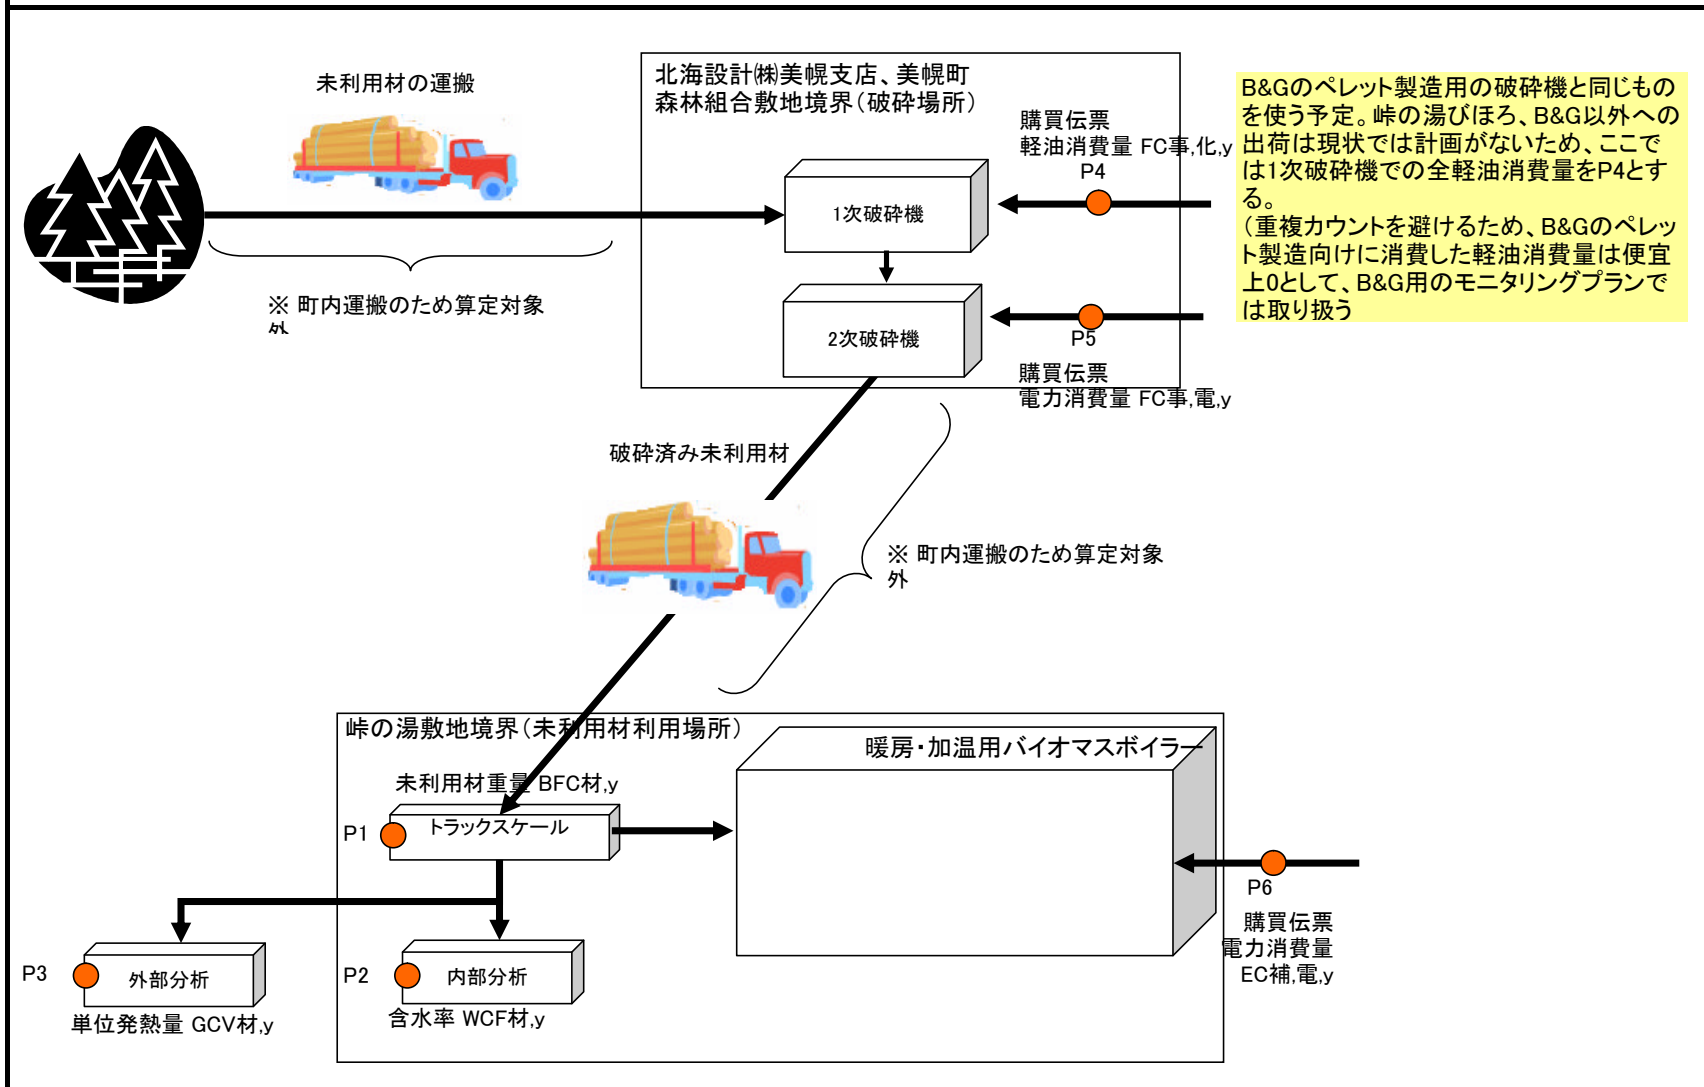 未利用材の運搬
北海設計㈱美幌支店、美幌町
森林組合敷地境界（破砕場所）
購買伝票
軽油消費量 FC事,化,y
P4
B&Gのペレット製造用の破砕機と同じもの
を使う予定。峠の湯びほろ、B&G以外への
出荷は現状では計画がないため、ここで
は1次破砕機での全軽油消費量をP4とす
る。
（重複カウントを避けるため、B&Gのペレッ
ト製造向けに消費した軽油消費量は便宜
上0として、B&G用のモニタリングプランで
は取り扱う
1次破砕機
※ 町内運搬のため算定対象
外
2次破砕機
P5
購買伝票
電力消費量 FC事,電,y
破砕済み未利用材
※ 町内運搬のため算定対象
外
峠の湯敷地境界（未利用材利用場所）
暖房・加温用バイオマスボイラー
未利用材重量 BFC材,y
P1
トラックスケール
P6
購買伝票
電力消費量
EC補,電,y
P3
外部分析
単位発熱量 GCV材,y
P2
内部分析
含水率 WCF材,y